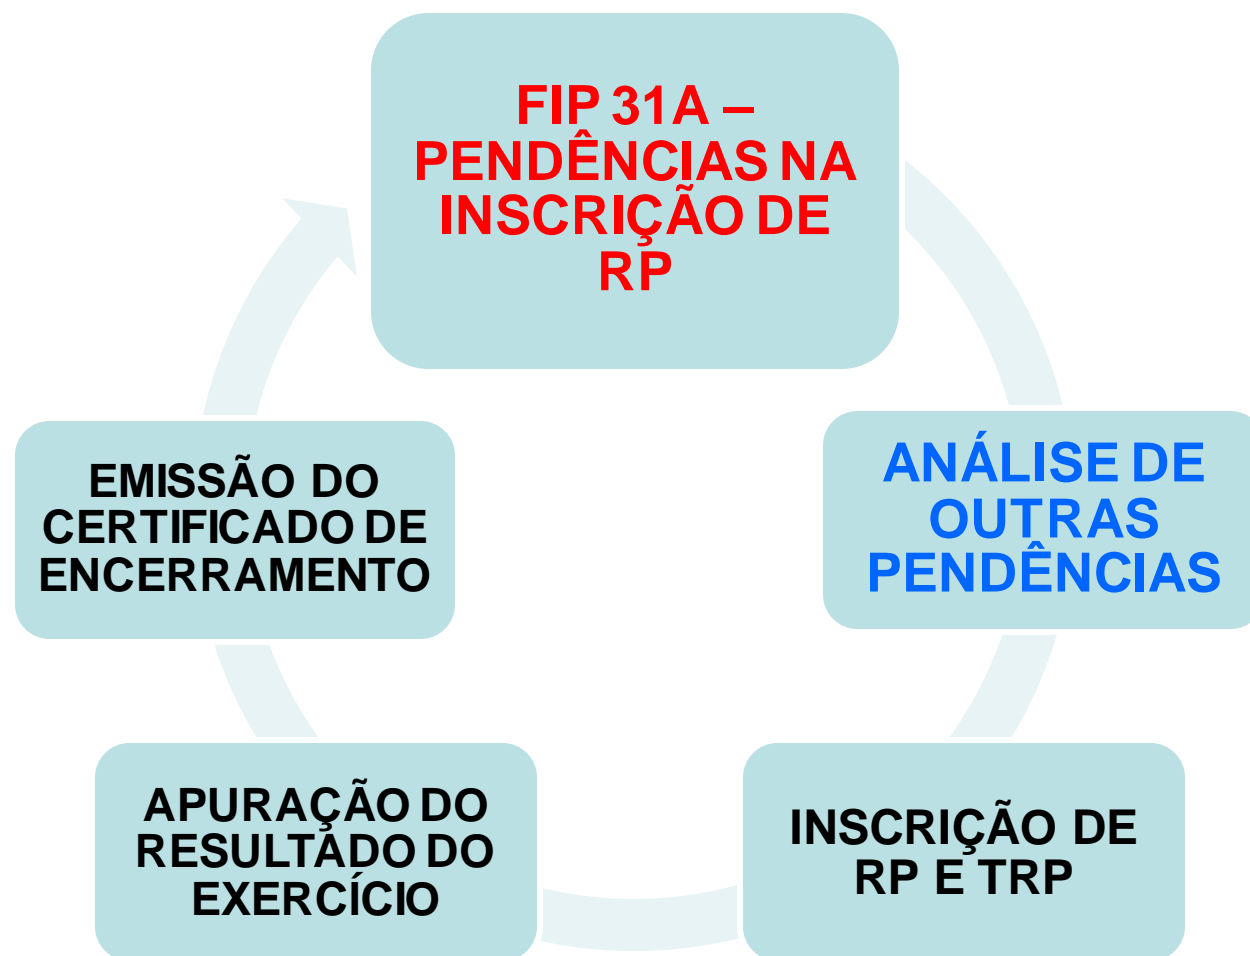 FIP 31A –
PENDÊNCIAS NA
INSCRIÇÃO DE
RP
ANÁLISE DE
OUTRAS
PENDÊNCIAS
INSCRIÇÃO DE
RP E TRP
APURAÇÃO DO
RESULTADO DO
EXERCÍCIO
EMISSÃO DO
CERTIFICADO DE
ENCERRAMENTO